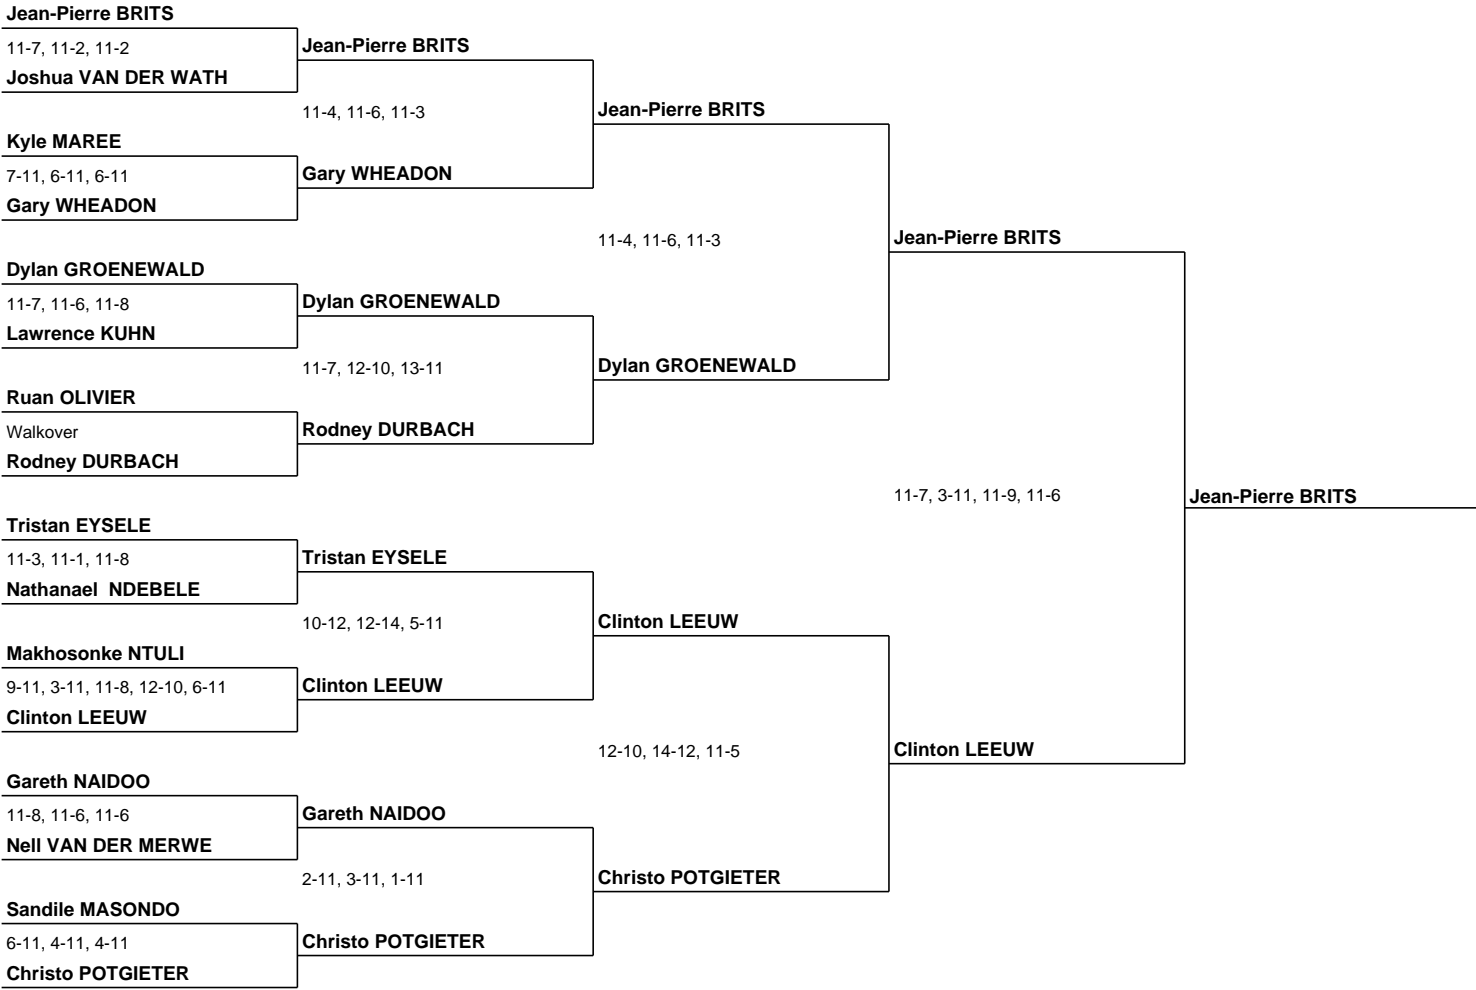 Jean-Pierre BRITS
11-7, 11-2, 11-2
Joshua VAN DER WATH
Kyle MAREE
7-11, 6-11, 6-11
Gary WHEADON
Dylan GROENEWALD
11-7, 11-6, 11-8
Lawrence KUHN
Ruan OLIVIER
Walkover
Rodney DURBACH
Tristan EYSELE
11-3, 11-1, 11-8
Nathanael  NDEBELE
Makhosonke NTULI
9-11, 3-11, 11-8, 12-10, 6-11
Clinton LEEUW
Gareth NAIDOO
11-8, 11-6, 11-6
Nell VAN DER MERWE
Sandile MASONDO
6-11, 4-11, 4-11
Christo POTGIETER
Jean-Pierre BRITS
11-4, 11-6, 11-3
Gary WHEADON
Dylan GROENEWALD
11-7, 12-10, 13-11
Rodney DURBACH
Tristan EYSELE
10-12, 12-14, 5-11
Clinton LEEUW
Gareth NAIDOO
2-11, 3-11, 1-11
Christo POTGIETER
Jean-Pierre BRITS
11-4, 11-6, 11-3
Dylan GROENEWALD
Clinton LEEUW
12-10, 14-12, 11-5
Christo POTGIETER
Jean-Pierre BRITS
11-7, 3-11, 11-9, 11-6
Clinton LEEUW
Jean-Pierre BRITS